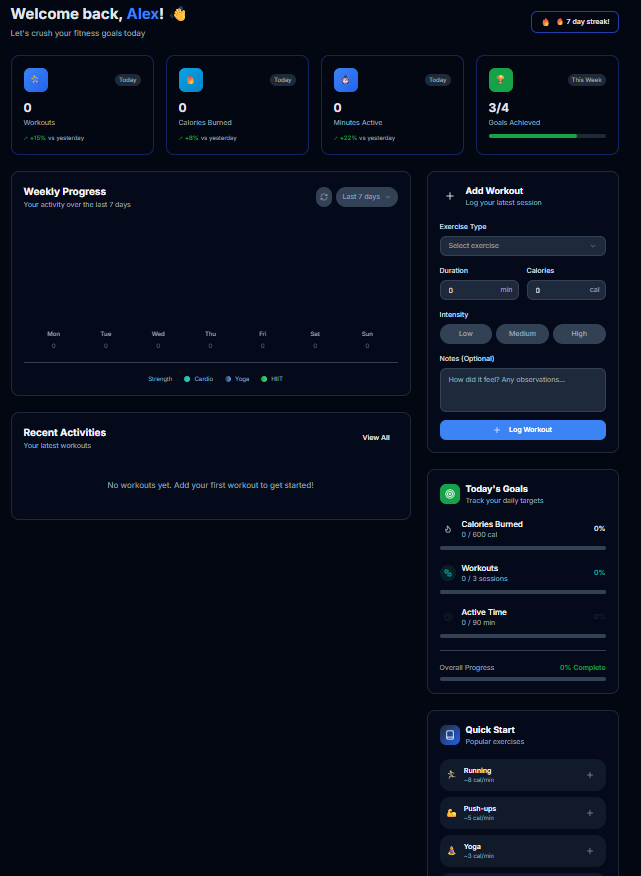 Welcome back, Alex! 👋
Let's crush your fitness goals today
🔥 🔥 7 day streak!
Today
0
Workouts
+15% vs yesterday
Today
0
Calories Burned
+8% vs yesterday
Today
0
Minutes Active
+22% vs yesterday
This Week
3/4
Goals Achieved
Weekly Progress
Your activity over the last 7 days
Last 7 days
Mon Tue Wed Thu Fri Sat Sun
0 0 0 0 0 0 0
Strength Cardio Yoga HIIT
Recent Activities
Your latest workouts
View All
No workouts yet. Add your first workout to get started!
Add Workout
Log your latest session
Exercise Type
Select exercise
Duration Calories
0 min 0 cal
Intensity
Low Medium High
Notes (Optional)
How did it feel? Any observations...
+ Log Workout
Today's Goals
Track your daily targets
Calories Burned
0 / 600 cal
0%
Workouts
0 / 3 sessions
0%
Active Time
0 / 90 min
0%
Overall Progress 0% Complete
Quick Start
Popular exercises
Running
~8 cal/min
Push-ups
~5 cal/min
Yoga
~3 cal/min